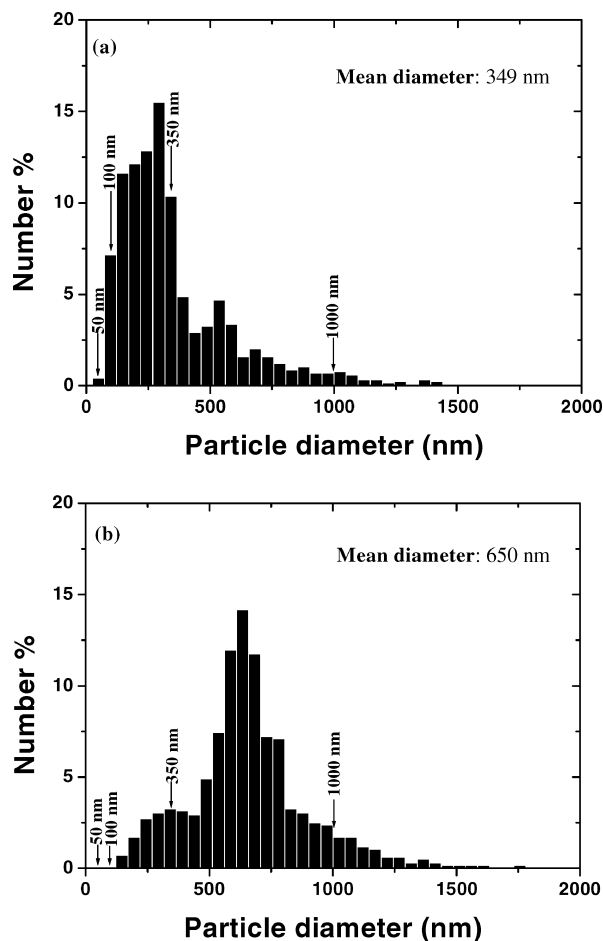 20
(a)
Mean diameter: 349 nm
15
350 nm
100 nm
Number %
10
5
50 nm
1000 nm
0
0 500 1000 1500 2000
Particle diameter (nm)
20
(b)
Mean diameter: 650 nm
15
Number %
10
350 nm
1000 nm
5
50 nm
100 nm
0
0 500 1000 1500 2000
Particle diameter (nm)